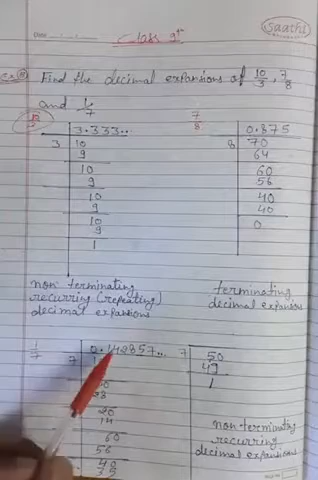 Saathi
Date
Class 9th
Find the decimal expansions of 10/3, 7/8
and 1/7
10/3
3.333..
3 10
9
10
9
10
9
10
9
1
non terminating
recurring (repeating)
decimal expansions
7/8
0.875
8 70
64
60
56
40
40
0
terminating
decimal expansion
1/7
0.142857...
7
28
20
14
60
56
40
35
7 50
49
1
non-terminating
recurring
decimal
expansion